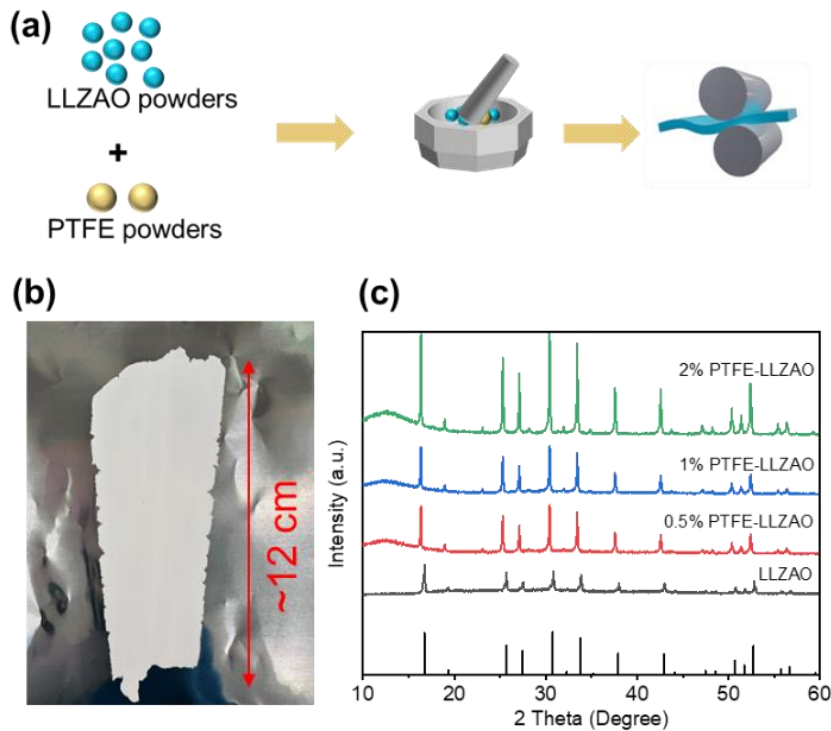 (a)
LLZAO powders
+
PTFE powders
(b)
~12 cm
(c)
Intensity (a.u.)
2% PTFE-LLZAO
1% PTFE-LLZAO
0.5% PTFE-LLZAO
LLZAO
10 20 30 40 50 60
2 Theta (Degree)